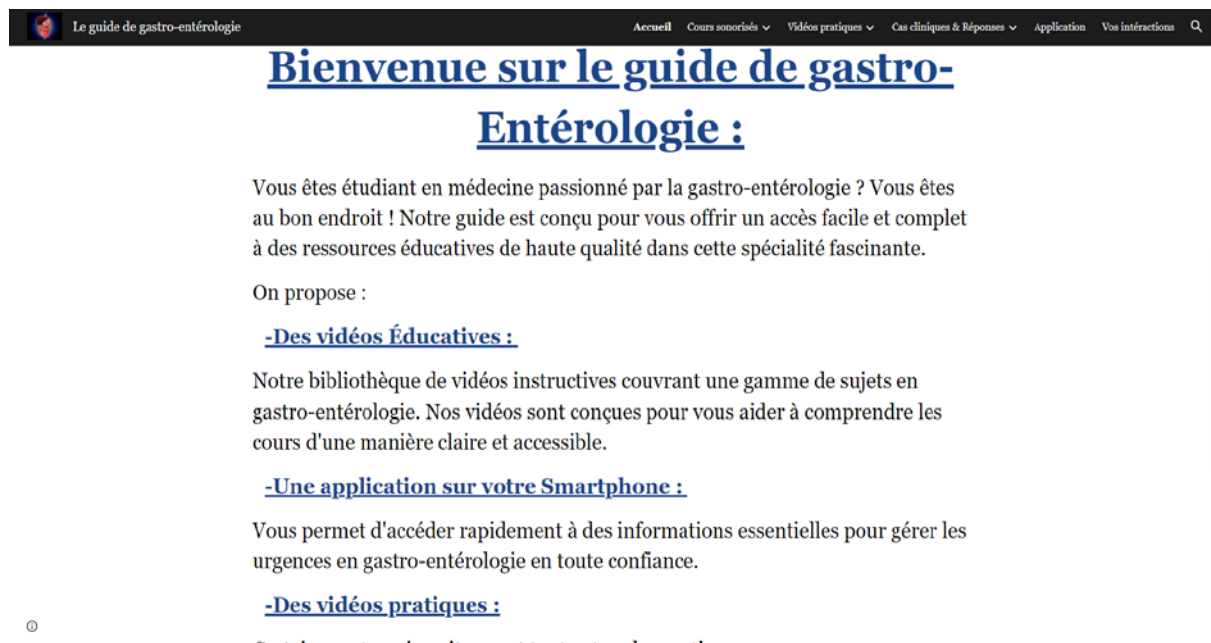 Le guide de gastro-entérologie
Accueil Cours sonorisés Vidéos pratiques Cas cliniques & Réponses Application Vos intéractions
Bienvenue sur le guide de gastro-
Entérologie :
Vous êtes étudiant en médecine passionné par la gastro-entérologie ? Vous êtes
au bon endroit ! Notre guide est conçu pour vous offrir un accès facile et complet
à des ressources éducatives de haute qualité dans cette spécialité fascinante.
On propose :
-Des vidéos Éducatives :
Notre bibliothèque de vidéos instructives couvrant une gamme de sujets en
gastro-entérologie. Nos vidéos sont conçues pour vous aider à comprendre les
cours d'une manière claire et accessible.
-Une application sur votre Smartphone :
Vous permet d'accéder rapidement à des informations essentielles pour gérer les
urgences en gastro-entérologie en toute confiance.
-Des vidéos pratiques :